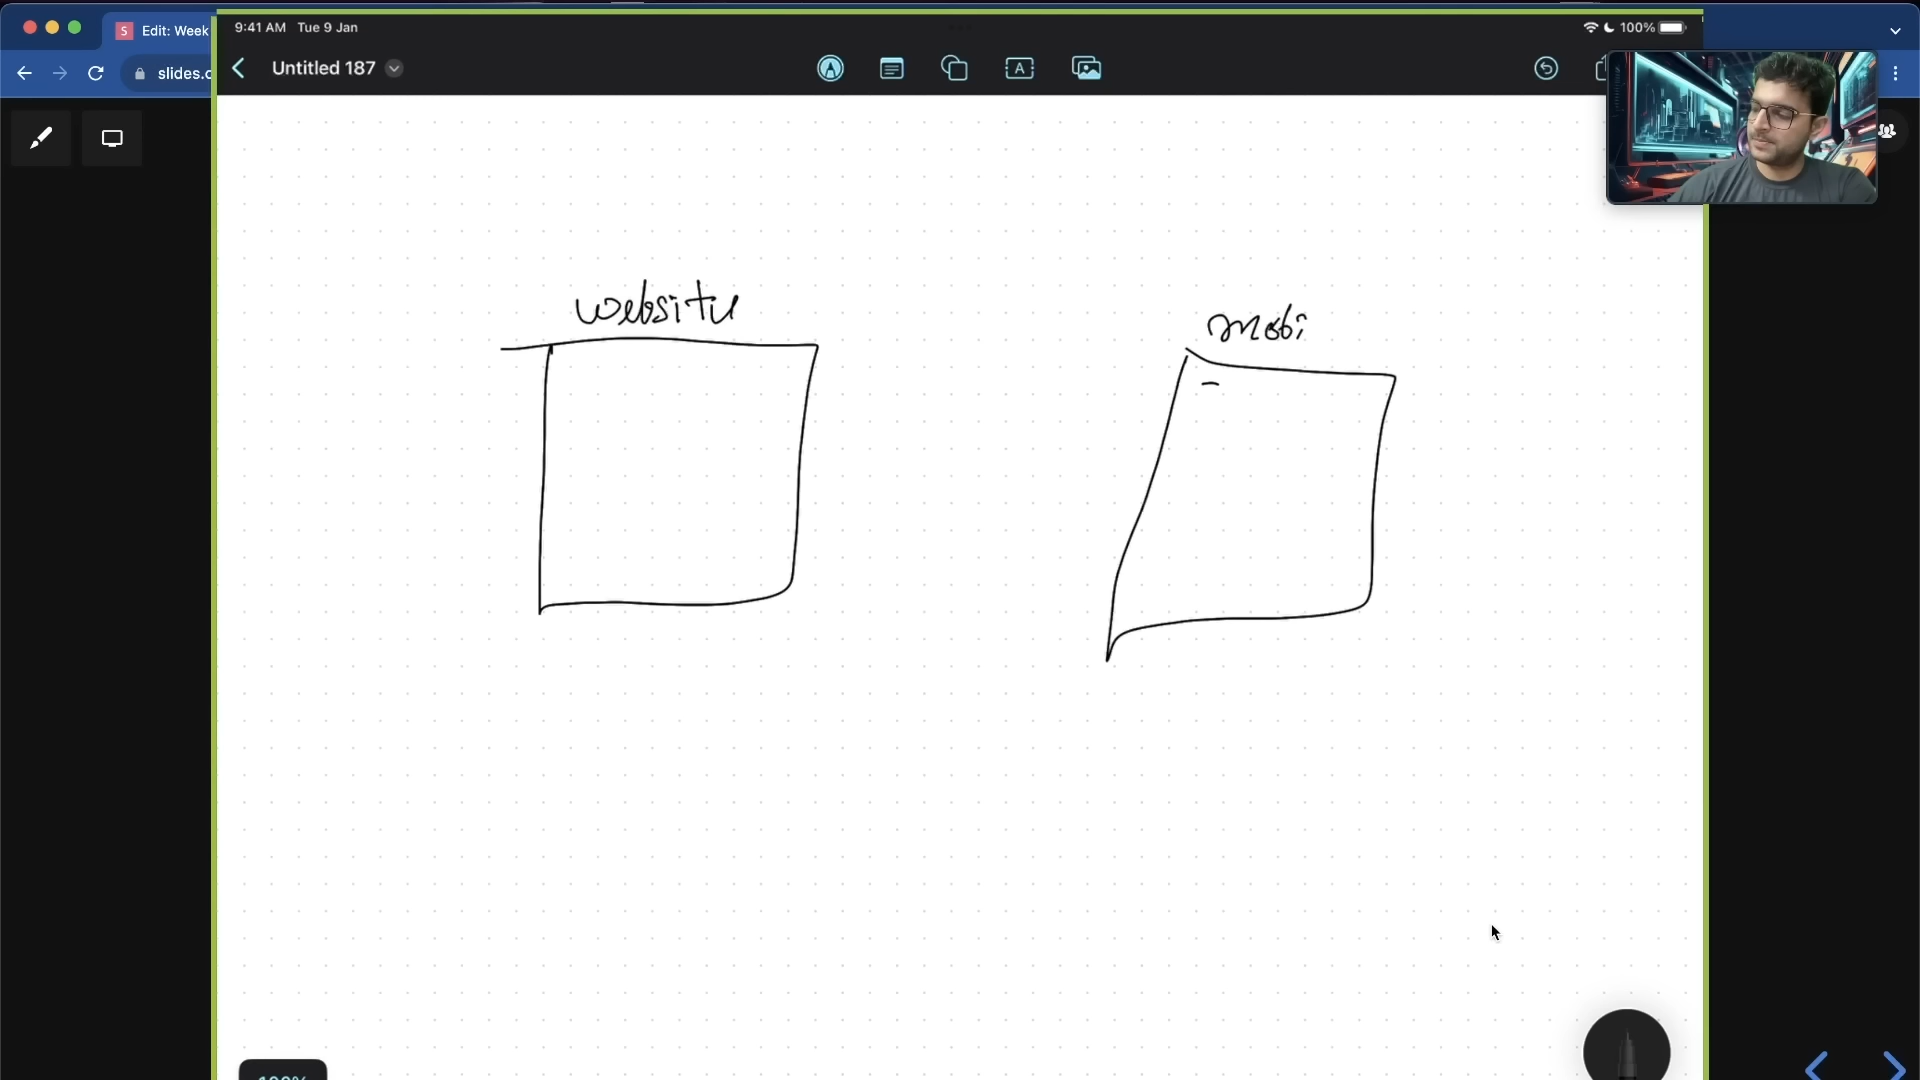 Edit: Week
slides.c
9:41 AM Tue 9 Jan
100%
Untitled 187
A
website
mobi